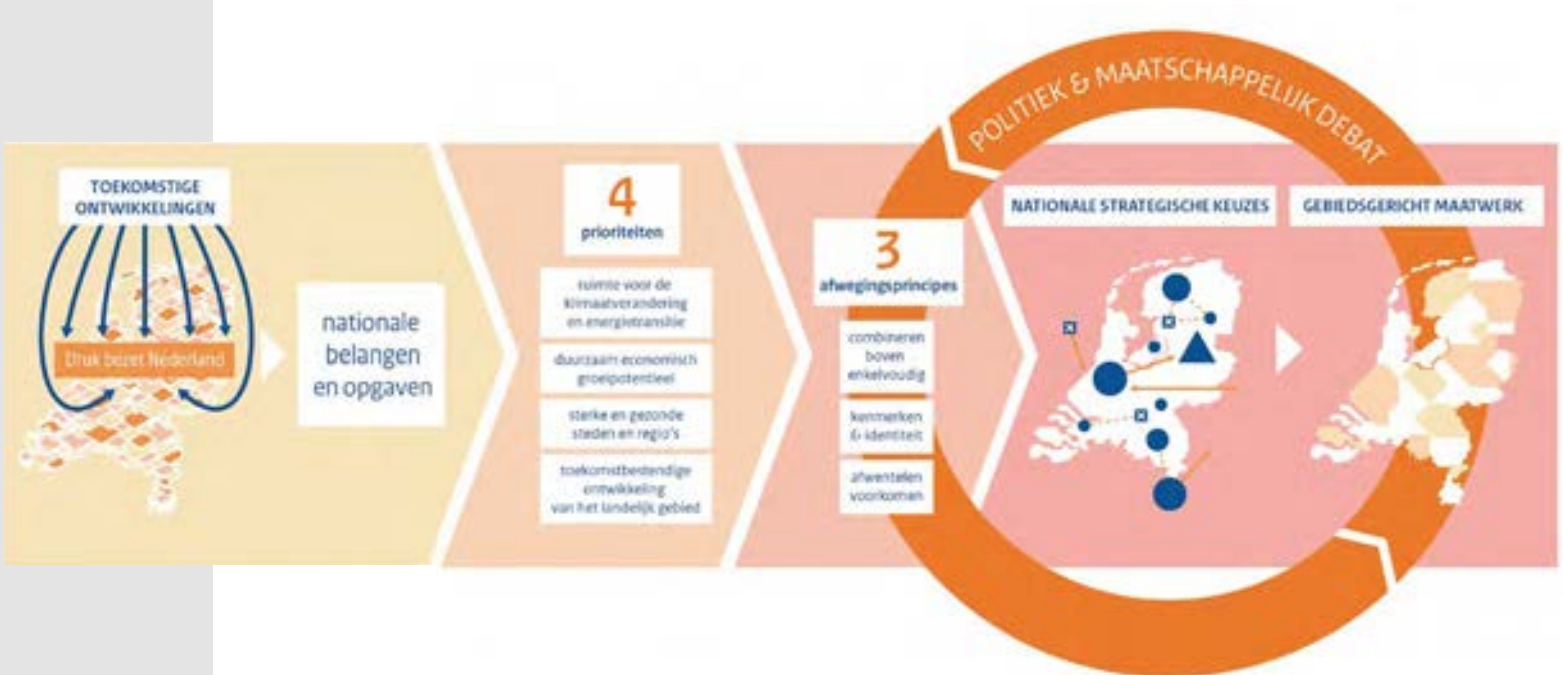 POLITIEK & MAATSCHAPPELIJK DEBAT
TOEKOMSTIGE
ONTWIKKELINGEN
Druk bezet Nederland
nationale
belangen
en opgaven
4
prioriteiten
ruimte voor de
klimaatverandering
en energietransitie
duurzaam economisch
groeipotentieel
sterke en gezonde
steden en regio's
toekomstbestendige
ontwikkeling
van het landelijk gebied
3
afwegingsprincipes
combineren
boven
enkelvoudig
kenmerken
& identiteit
afwentelen
voorkomen
NATIONALE STRATEGISCHE KEUZES
GEBIEDSGERICHT MAATWERK